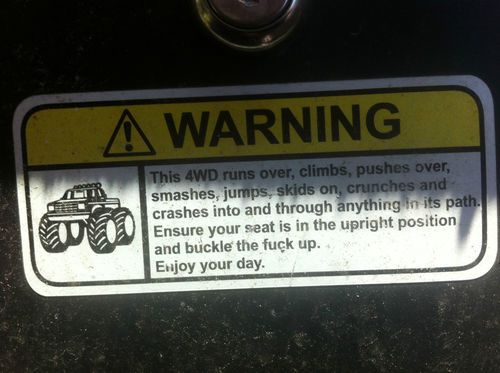 WARNING
This 4WD runs over, climbs, pushes over,
smashes, jumps, skids on, crunches and
crashes into and through anything in its path.
Ensure your seat is in the upright position
and buckle the fuck up.
Enjoy your day.